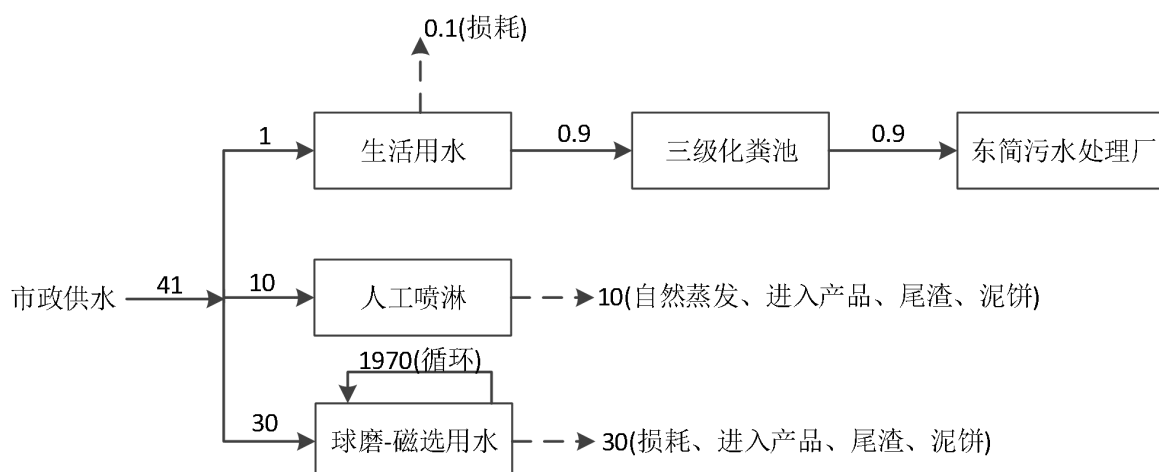 0.1(损耗)
1
生活用水
0.9
三级化粪池
0.9
东简污水处理厂
市政供水
41
10
人工喷淋
10(自然蒸发、进入产品、尾渣、泥饼)
1970(循环)
30
球磨-磁选用水
30(损耗、进入产品、尾渣、泥饼)